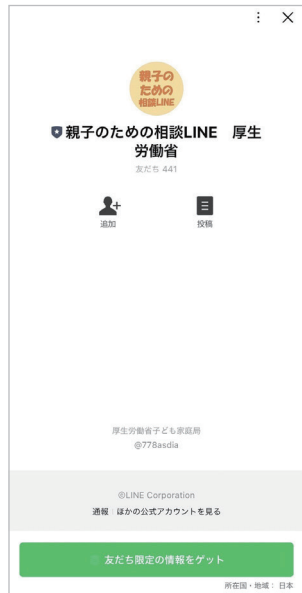 親子の
ための
相談LINE
親子のための相談LINE　厚生
労働省
友だち 441
追加
投稿
厚生労働省子ども家庭局
@778asdia
©LINE Corporation
通報 | ほかの公式アカウントを見る
友だち限定の情報をゲット
所在国・地域： 日本